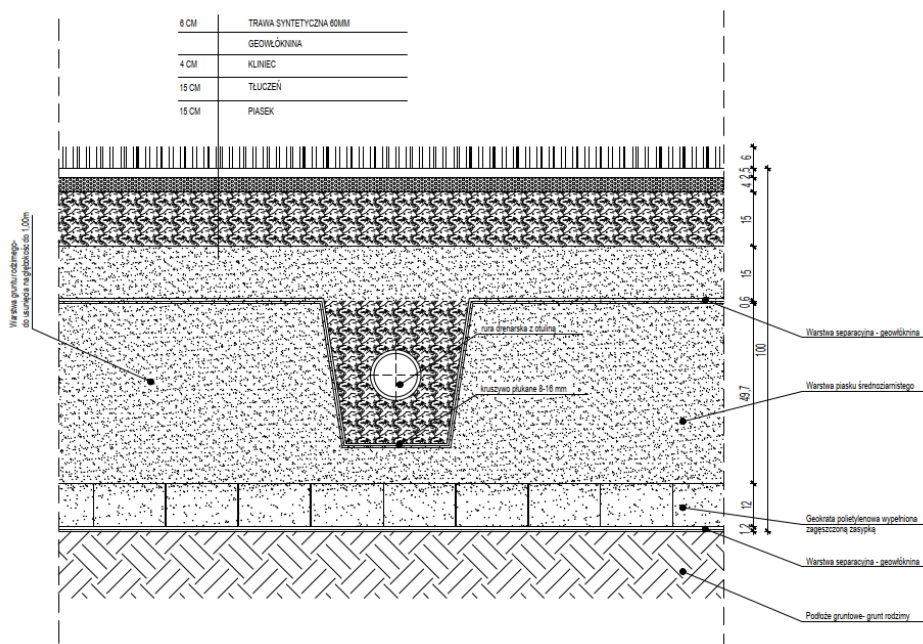 6 CM TRAWA SYNTETYCZNA 60MM
GEOWŁÓKNINA
4 CM KLINIEC
15 CM TŁUCZEŃ
15 CM PIASEK
Warstwa gruntu rodzimego-
do usunięcia na głębokość do 1,00m
rura drenarska z otuliną
kruszywo płukane 8-16 mm
6
2,5
4
15
15
0,6
49,7
12
1,2
100
Warstwa separacyjna - geowłóknina
Warstwa piasku średnioziarnistego
Geokrata polietylenowa wypełniona
zagęszczoną zasypką
Warstwa separacyjna - geowłóknina
Podłoże gruntowe- grunt rodzimy